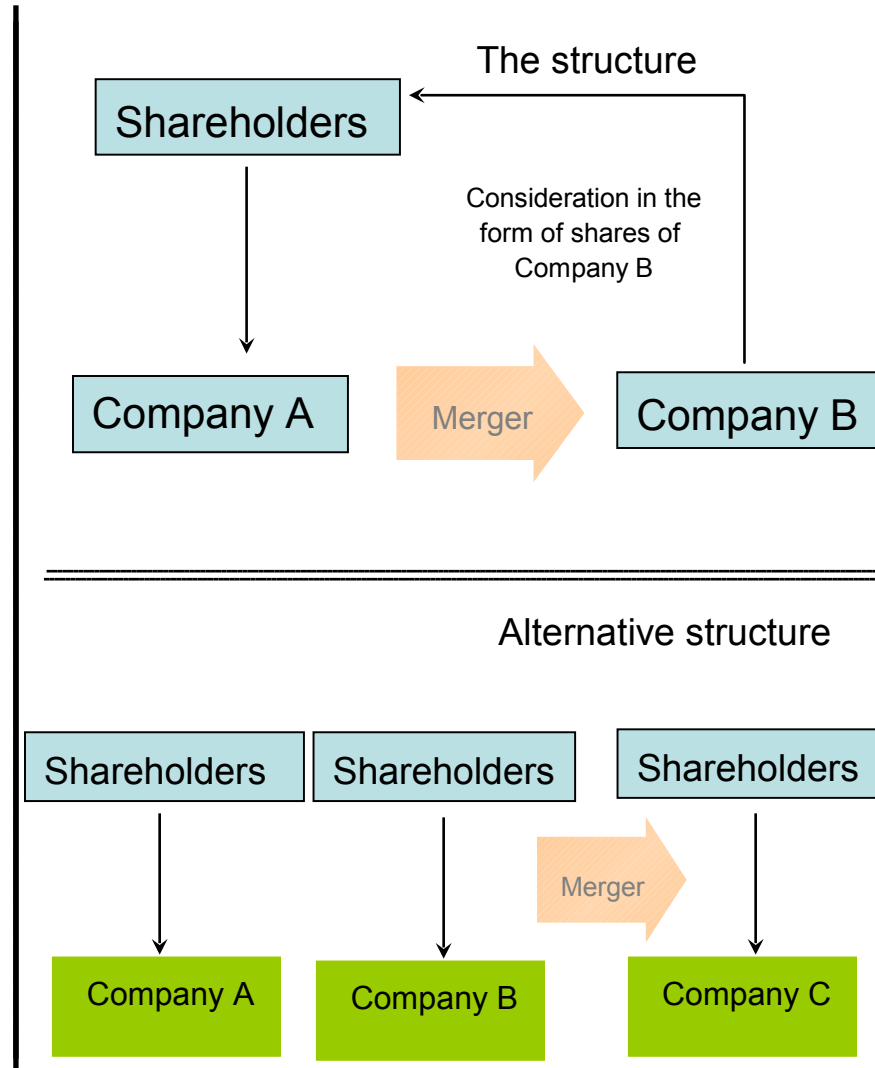 The structure
Shareholders
Consideration in the
form of shares of
Company B
Company A
Merger
Company B
Alternative structure
Shareholders
Shareholders
Shareholders
Merger
Company A
Company B
Company C